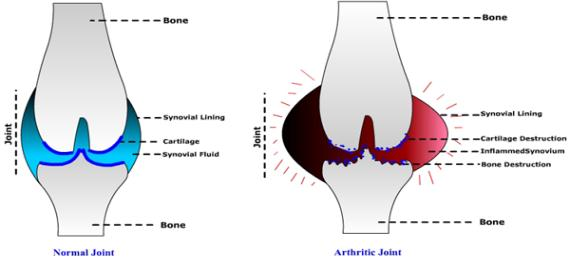 Bone
Synovial Lining
Cartilage
Synovial Fluid
Joint
Bone
Normal Joint
Bone
Synovial Lining
Cartilage Destruction
InflammedSynovium
Bone Destruction
Joint
Bone
Arthritic Joint